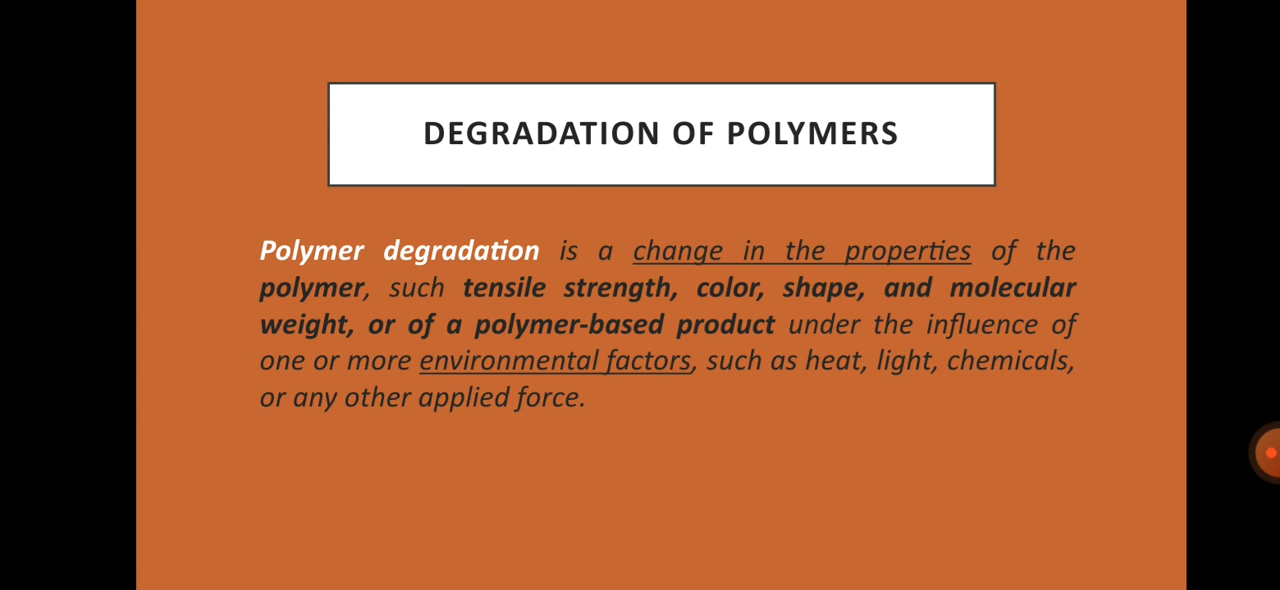 DEGRADATION OF POLYMERS
Polymer degradation is a change in the properties of the
polymer, such tensile strength, color, shape, and molecular
weight, or of a polymer-based product under the influence of
one or more environmental factors, such as heat, light, chemicals,
or any other applied force.